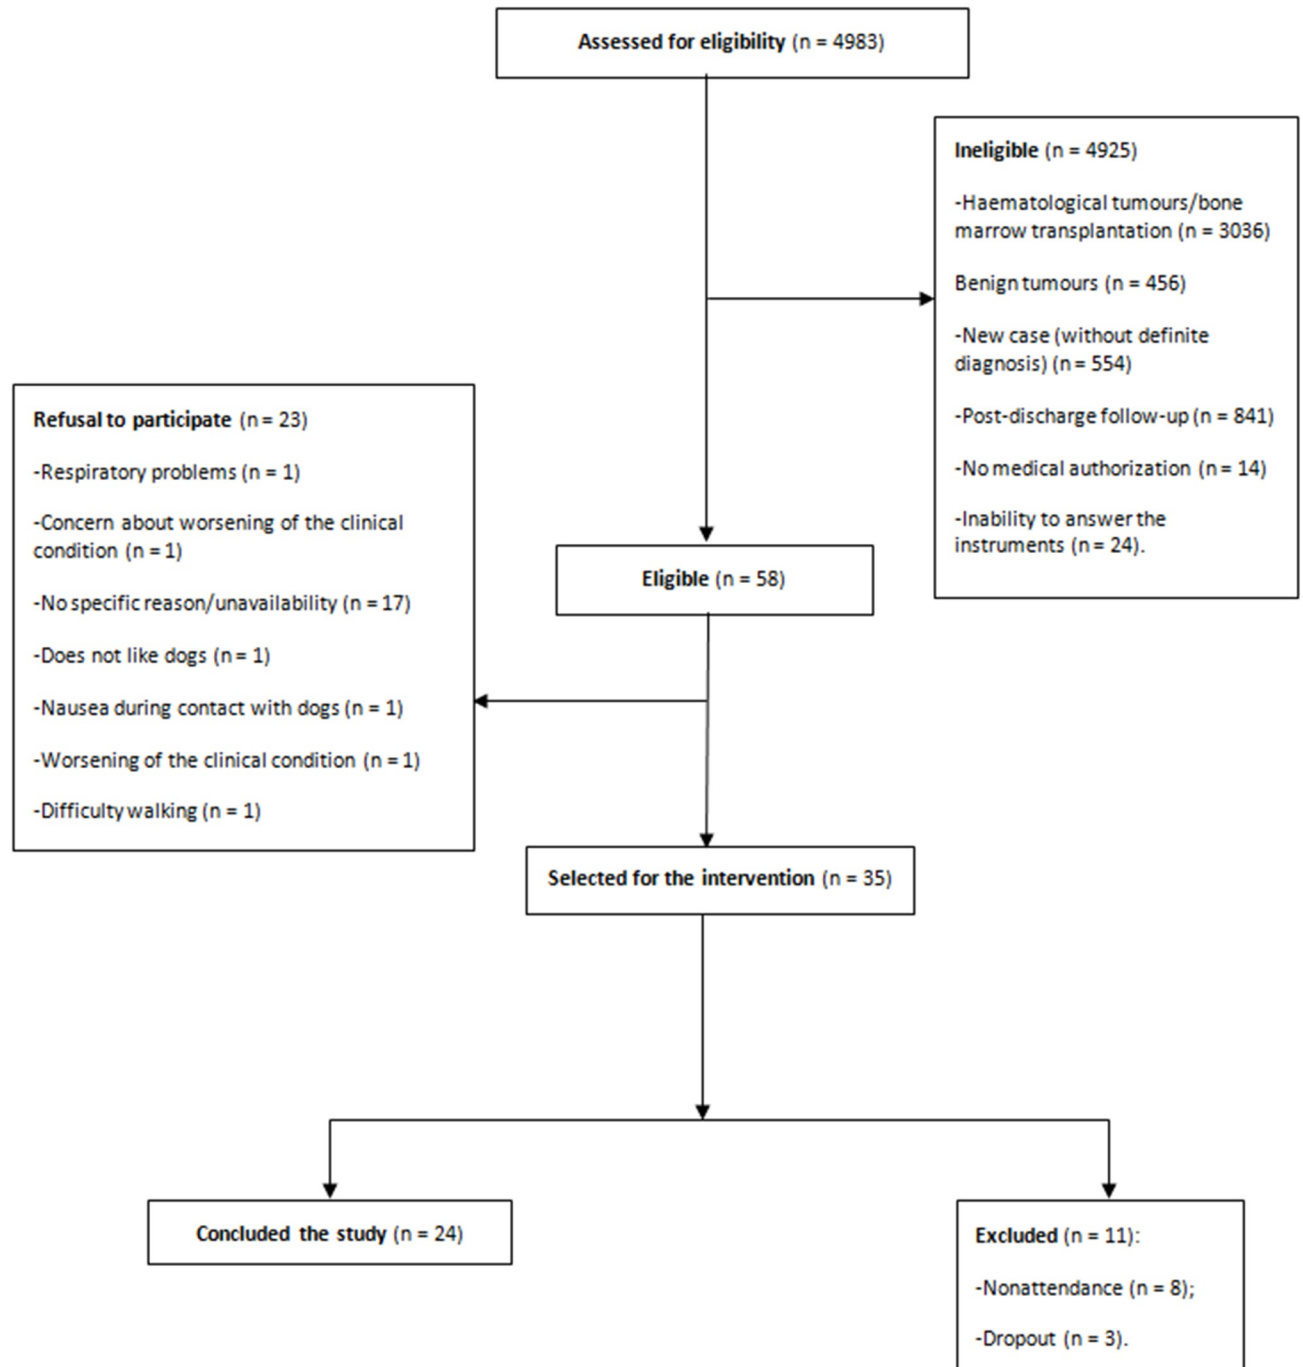 Assessed for eligibility (n = 4983)
Ineligible (n = 4925)
-Haematological tumours/bone
marrow transplantation (n = 3036)
Benign tumours (n = 456)
-New case (without definite
diagnosis) (n = 554)
-Post-discharge follow-up (n = 841)
-No medical authorization (n = 14)
-Inability to answer the
instruments (n = 24).
Eligible (n = 58)
Refusal to participate (n = 23)
-Respiratory problems (n = 1)
-Concern about worsening of the clinical
condition (n = 1)
-No specific reason/unavailability (n = 17)
-Does not like dogs (n = 1)
-Nausea during contact with dogs (n = 1)
-Worsening of the clinical condition (n = 1)
-Difficulty walking (n = 1)
Selected for the intervention (n = 35)
Concluded the study (n = 24)
Excluded (n = 11):
-Nonattendance (n = 8);
-Dropout (n = 3).